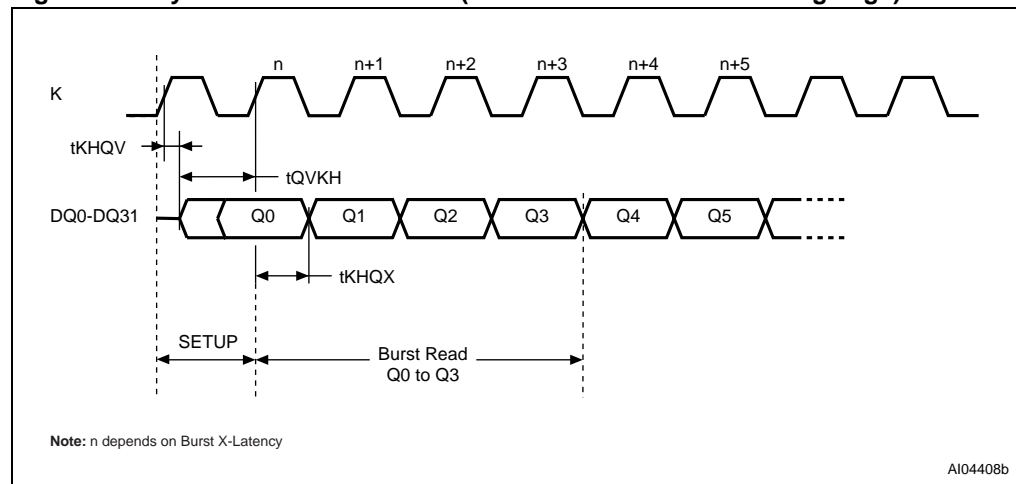 n n+1 n+2 n+3 n+4 n+5
K
tKHQV
tQVKH
DQ0-DQ31 Q0 Q1 Q2 Q3 Q4 Q5
tKHQX
SETUP
Burst Read
Q0 to Q3
Note: n depends on Burst X-Latency
AI04408b